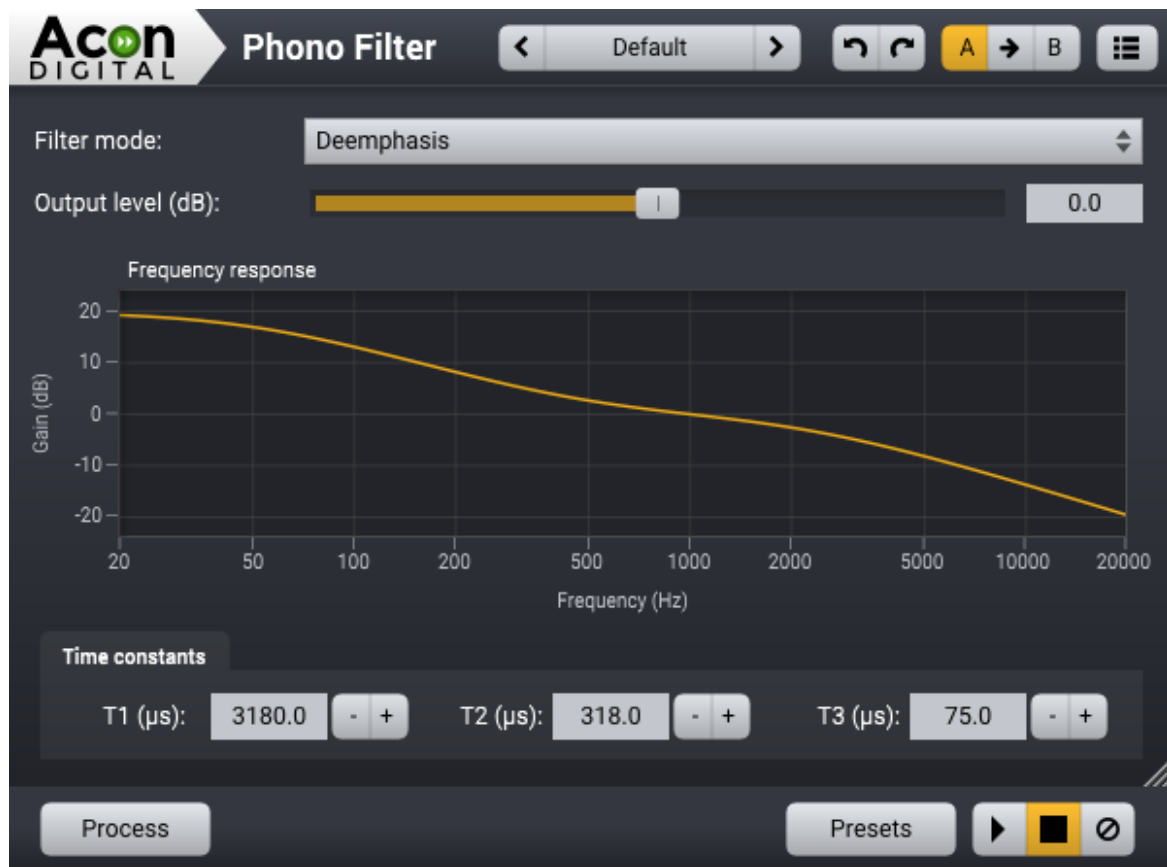 Acon DIGITAL Phono Filter Default A B
Filter mode: Deemphasis
Output level (dB): 0.0
Frequency response
20
10
0
-10
-20
Gain (dB)
20 50 100 200 500 1000 2000 5000 10000 20000
Frequency (Hz)
Time constants
T1 (µs): 3180.0 - + T2 (µs): 318.0 - + T3 (µs): 75.0 - +
Process Presets